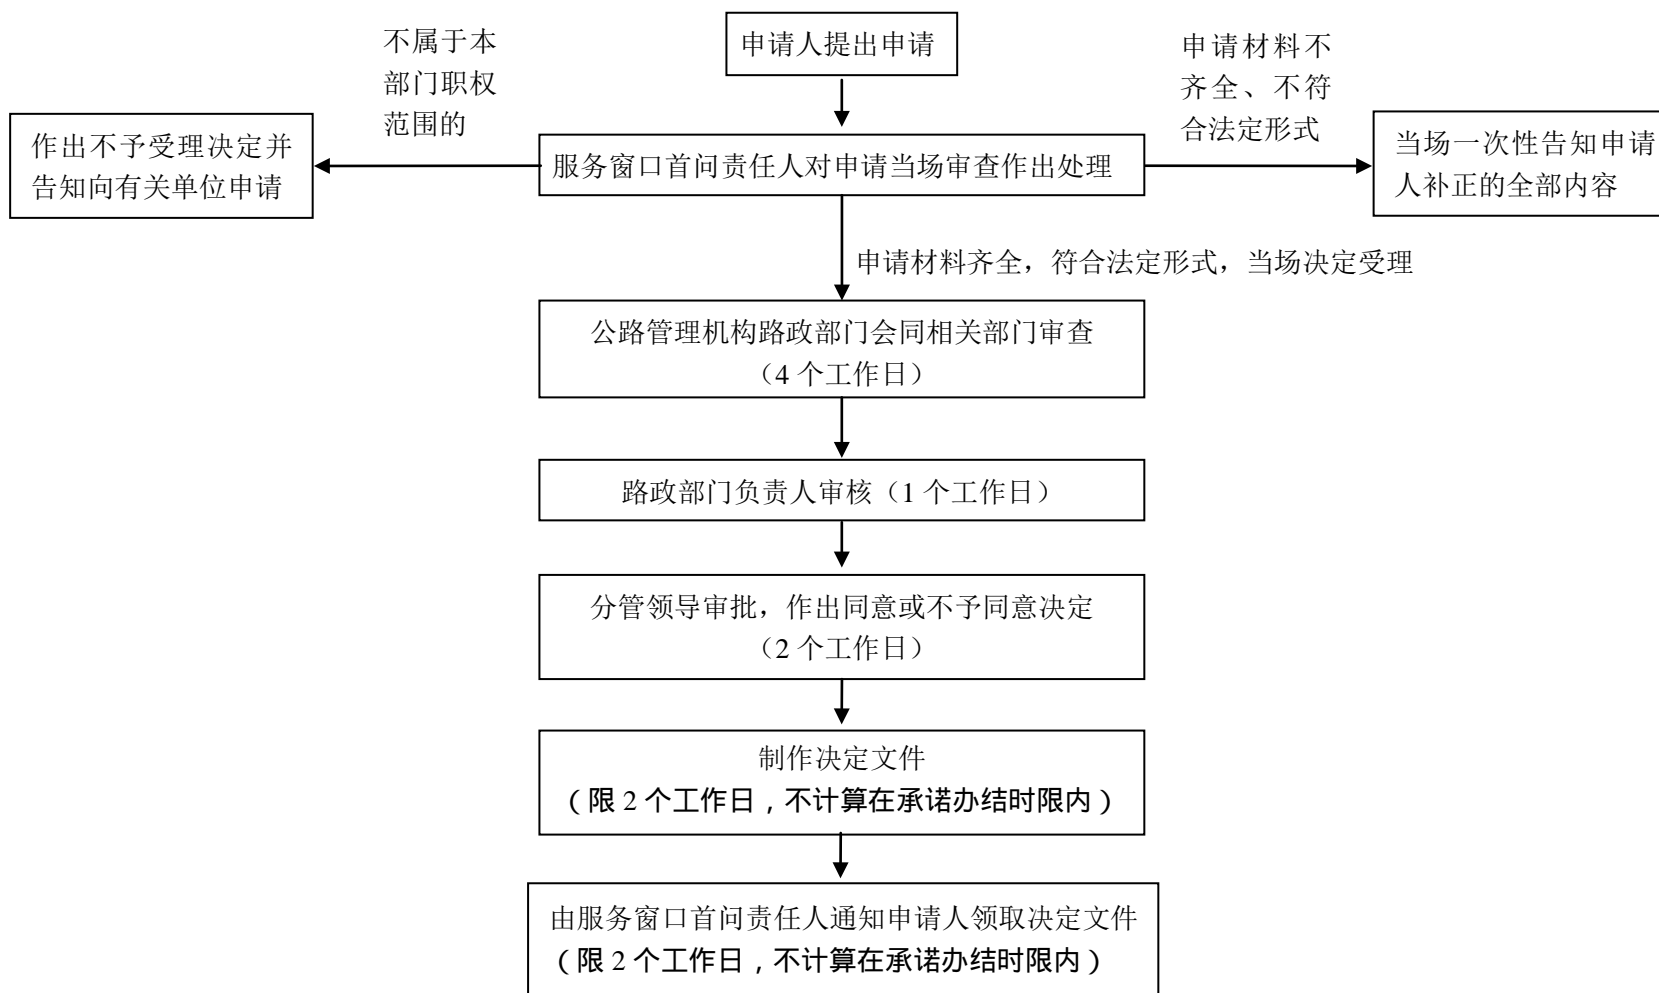 申请人提出申请
不属于本
部门职权
范围的
申请材料不
齐全、不符
合法定形式
作出不予受理决定并
告知向有关单位申请
服务窗口首问责任人对申请当场审查作出处理
当场一次性告知申请
人补正的全部内容
申请材料齐全，符合法定形式，当场决定受理
公路管理机构路政部门会同相关部门审查
（4 个工作日）
路政部门负责人审核（1 个工作日）
分管领导审批，作出同意或不予同意决定
（2 个工作日）
制作决定文件
（限 2 个工作日，不计算在承诺办结时限内）
由服务窗口首问责任人通知申请人领取决定文件
（限 2 个工作日，不计算在承诺办结时限内）